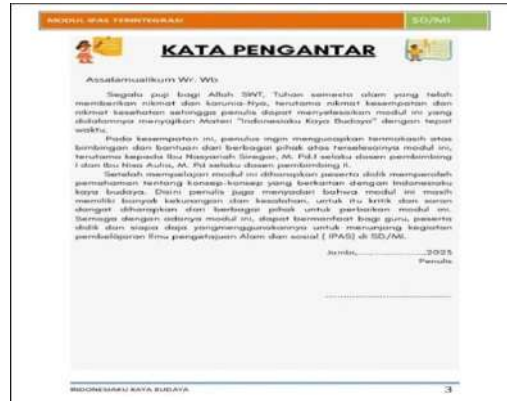 MODUL IPAS TERINTEGRASI SD/MI
KATA PENGANTAR
Assalamualikum Wr. Wb
Segala puji bagi Allah SWT, Tuhan semesta alam yang telah
memberikan nikmat dan karunia-Nya, terutama nikmat kesempatan dan
nikmat kesehatan sehingga penulis dapat menyelesaikan modul ini yang
didalamnya menyajikan Materi "Indonesiaku Kaya Budaya" dengan tepat
waktu.
Pada kesempatan ini, penulus ingin mengucapkan terimakasih atas
bimbingan dan bantuan dari berbagai pihak atas terselesainya modul ini,
terutama kepada Ibu Nasyariah Siregar, M. Pd.I selaku dosen pembimbing
I dan Ibu Nisa Aulia, M. Pd selaku dosen pembimbing II.
Setelah mempelajari modul ini diharapkan peserta didik memperoleh
pemahaman tentang konsep-konsep yang berkaitan dengan Indonesiaku
kaya budaya. Disini penulis juga menyadari bahwa modul ini masih
memiliki banyak kekurangan dan kesalahan, untuk itu kritik dan saran
sangat diharapkan dari berbagai pihak untuk perbaikan modul ini.
Semoga dengan adanya modul ini, dapat bermanfaat bagi guru, peserta
didik dan siapa daja yangmenggunakannya untuk menunjang kegiatan
pembelajaran Ilmu pengetajuan Alam dan sosial ( IPAS) di SD/MI.
Jambi,....................2025
Penulis
.......................................
INDONESIAKU KAYA BUDAYA 3